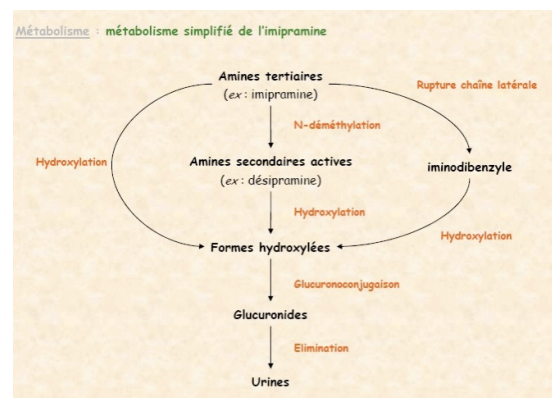 Métabolisme : métabolisme simplifié de l'imipramine
Amines tertiaires
(ex : imipramine)
Rupture chaîne latérale
N-déméthylation
Hydroxylation
Amines secondaires actives
(ex : désipramine)
iminodibenzyle
Hydroxylation
Hydroxylation
Formes hydroxylées
Glucuronoconjugaison
Glucuronides
Elimination
Urines